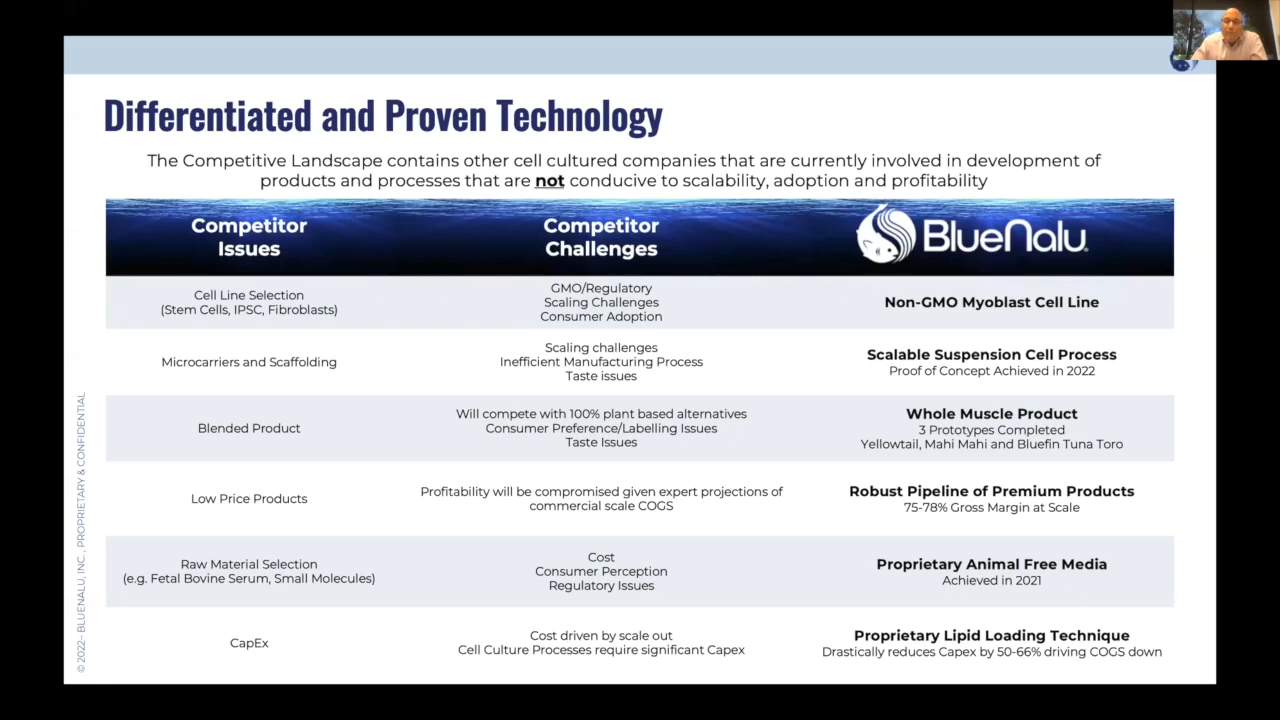 Differentiated and Proven Technology
The Competitive Landscape contains other cell cultured companies that are currently involved in development of
products and processes that are not conducive to scalability, adoption and profitability
Competitor
Issues
Competitor
Challenges
BlueNalu
Cell Line Selection
(Stem Cells, IPSC, Fibroblasts)
GMO/Regulatory
Scaling Challenges
Consumer Adoption
Non-GMO Myoblast Cell Line
Microcarriers and Scaffolding
Scaling challenges
Inefficient Manufacturing Process
Taste issues
Scalable Suspension Cell Process
Proof of Concept Achieved in 2022
Blended Product
Will compete with 100% plant based alternatives
Consumer Preference/Labelling Issues
Taste Issues
Whole Muscle Product
3 Prototypes Completed
Yellowtail, Mahi Mahi and Bluefin Tuna Toro
Low Price Products
Profitability will be compromised given expert projections of
commercial scale COGS
Robust Pipeline of Premium Products
75-78% Gross Margin at Scale
Raw Material Selection
(e.g. Fetal Bovine Serum, Small Molecules)
Cost
Consumer Perception
Regulatory Issues
Proprietary Animal Free Media
Achieved in 2021
CapEx
Cost driven by scale out
Cell Culture Processes require significant Capex
Proprietary Lipid Loading Technique
Drastically reduces Capex by 50-66% driving COGS down
© 2022– BLUENALU, INC., PROPRIETARY & CONFIDENTIAL